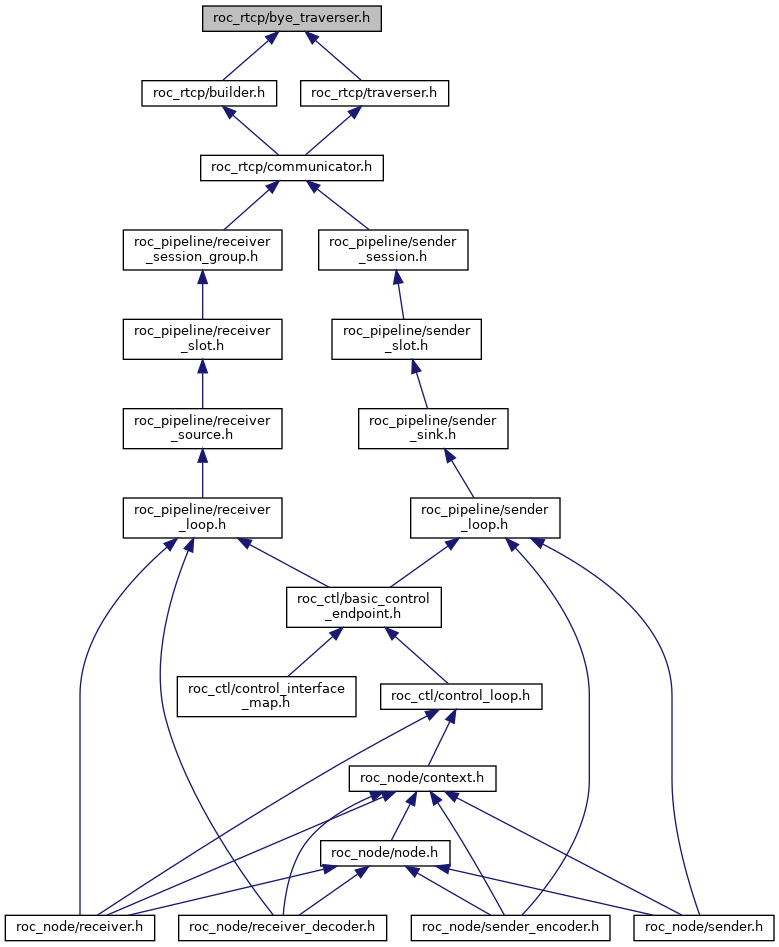 roc_rtcp/bye_traverser.h
roc_rtcp/builder.h
roc_rtcp/traverser.h
roc_rtcp/communicator.h
roc_pipeline/receiver
_session_group.h
roc_pipeline/sender
_session.h
roc_pipeline/receiver
_slot.h
roc_pipeline/sender
_slot.h
roc_pipeline/receiver
_source.h
roc_pipeline/sender
_sink.h
roc_pipeline/receiver
_loop.h
roc_pipeline/sender
_loop.h
roc_ctl/basic_control
_endpoint.h
roc_ctl/control_interface
_map.h
roc_ctl/control_loop.h
roc_node/context.h
roc_node/node.h
roc_node/receiver.h
roc_node/receiver_decoder.h
roc_node/sender_encoder.h
roc_node/sender.h